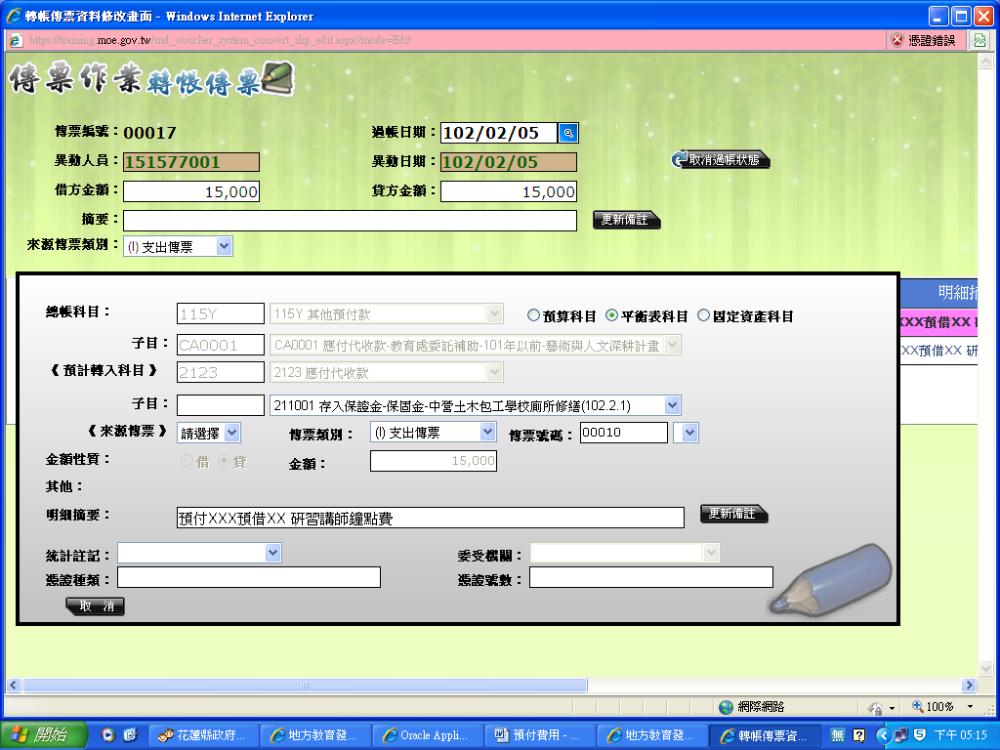 轉帳傳票資料修改畫面 - Windows Internet Explorer
https://training.moe.gov.tw/snd_voucher_system_convert_slip_edit.aspx?mode=Edit 憑證錯誤
傳票作業 轉帳傳票
傳票編號：00017 過帳日期：102/02/05
異動人員：151577001 異動日期：102/02/05 取消過帳狀態
借方金額：15,000 貸方金額：15,000
摘要： 更新備註
來源傳票類別：(I) 支出傳票
明細摘
總帳科目： 115Y 115Y 其他預付款 預算科目 平衡表科目 固定資產科目
XXX預借XX 研
子目： CA0001 CA0001 應付代收款-教育處委託補助-101年以前-藝術與人文深耕計畫
XX預借XX 研
《預計轉入科目》 2123 2123 應付代收款
子目： 211001 存入保證金-保固金-中營土木包工學校廁所修繕(102.2.1)
《來源傳票》 請選擇 傳票類別： (I) 支出傳票 傳票號碼： 00010
金額性質： 借 貸 金額： 15,000
其他：
明細摘要： 預付XXX預借XX 研習講師鐘點費 更新備註
統計註記： 委受機關：
憑證種類： 憑證號數：
取 消
網際網路 100%
開始 花蓮縣政府... 地方教育發... Oracle Appli... 預付費用 - ... 地方教育發... 轉帳傳票資... 無 下午 05:15